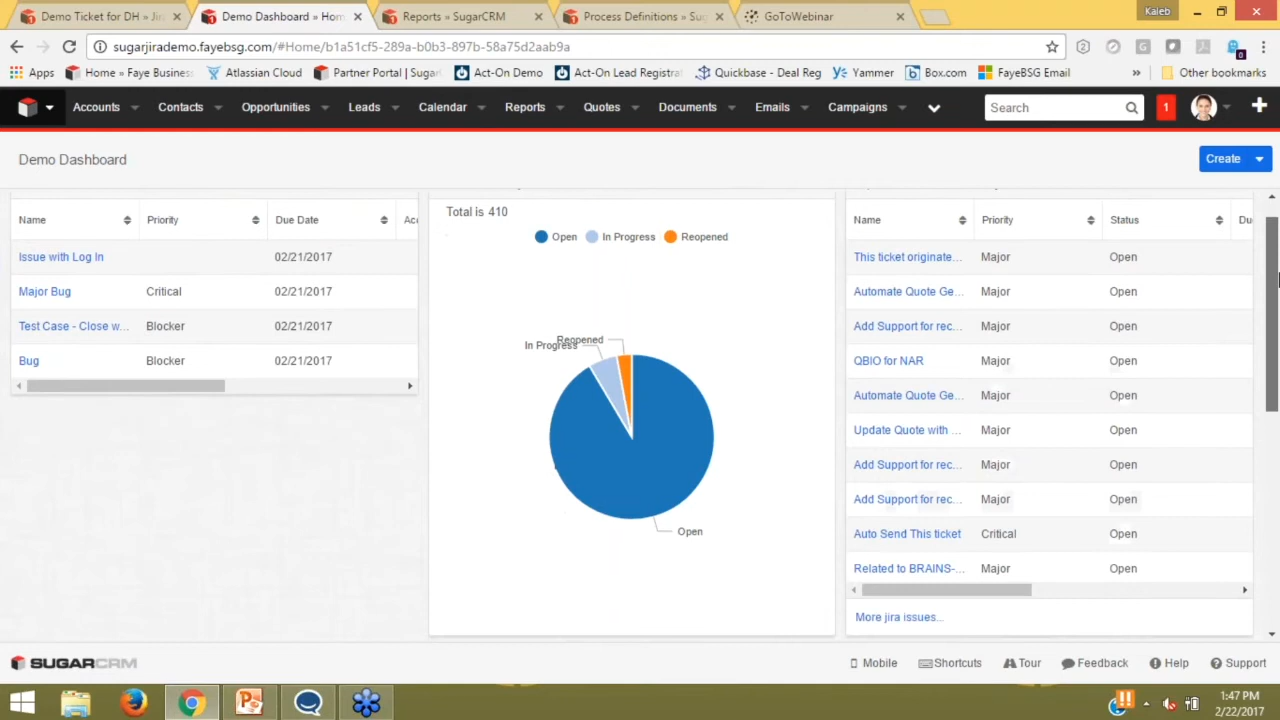 Demo Ticket for DH » Jir
Demo Dashboard » Hom
Reports » SugarCRM
Process Definitions » Sug
GoToWebinar
Kaleb
sugarjirademo.fayebsg.com/#Home/b1a51cf5-289a-b0b3-897b-58a75d2aab9a
Apps
Home » Faye Business
Atlassian Cloud
Partner Portal | Sugar
Act-On Demo
Act-On Lead Registrat
Quickbase - Deal Reg
Yammer
Box.com
FayeBSG Email
Other bookmarks
Accounts
Contacts
Opportunities
Leads
Calendar
Reports
Quotes
Documents
Emails
Campaigns
Search
1
Demo Dashboard
Create
Name Priority Due Date Acc
Issue with Log In 02/21/2017
Major Bug Critical 02/21/2017
Test Case - Close w... Blocker 02/21/2017
Bug Blocker 02/21/2017
Total is 410
Open In Progress Reopened
Reopened
In Progress
Open
Name Priority Status Du
This ticket originate... Major Open
Automate Quote Ge... Major Open
Add Support for rec... Major Open
QBIO for NAR Major Open
Automate Quote Ge... Major Open
Update Quote with ... Major Open
Add Support for rec... Major Open
Add Support for rec... Major Open
Auto Send This ticket Critical Open
Related to BRAINS-... Major Open
More jira issues...
SUGARCRM
Mobile
Shortcuts
Tour
Feedback
Help
Support
1:47 PM
2/22/2017